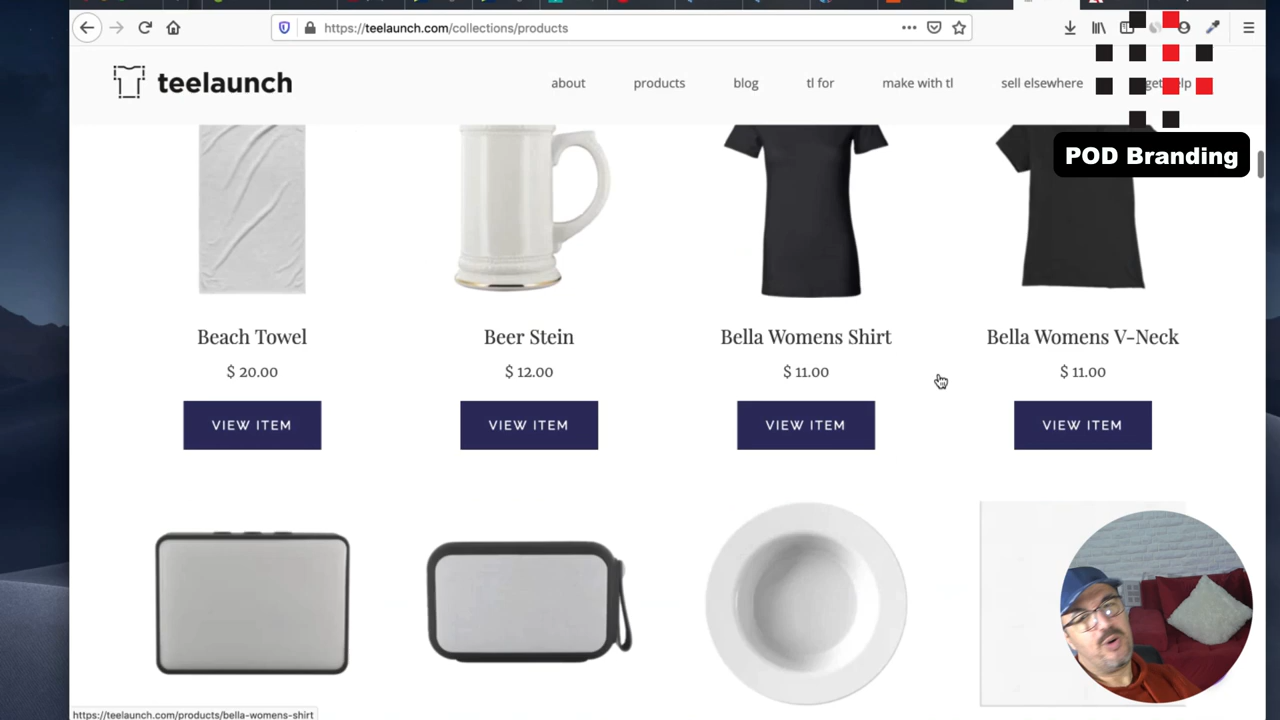 https://teelaunch.com/collections/products
teelaunch
about
products
blog
tl for
make with tl
sell elsewhere
get help
POD Branding
Beach Towel
Beer Stein
Bella Womens Shirt
Bella Womens V-Neck
$ 20.00
$ 12.00
$ 11.00
$ 11.00
VIEW ITEM
VIEW ITEM
VIEW ITEM
VIEW ITEM
https://teelaunch.com/products/bella-womens-shirt